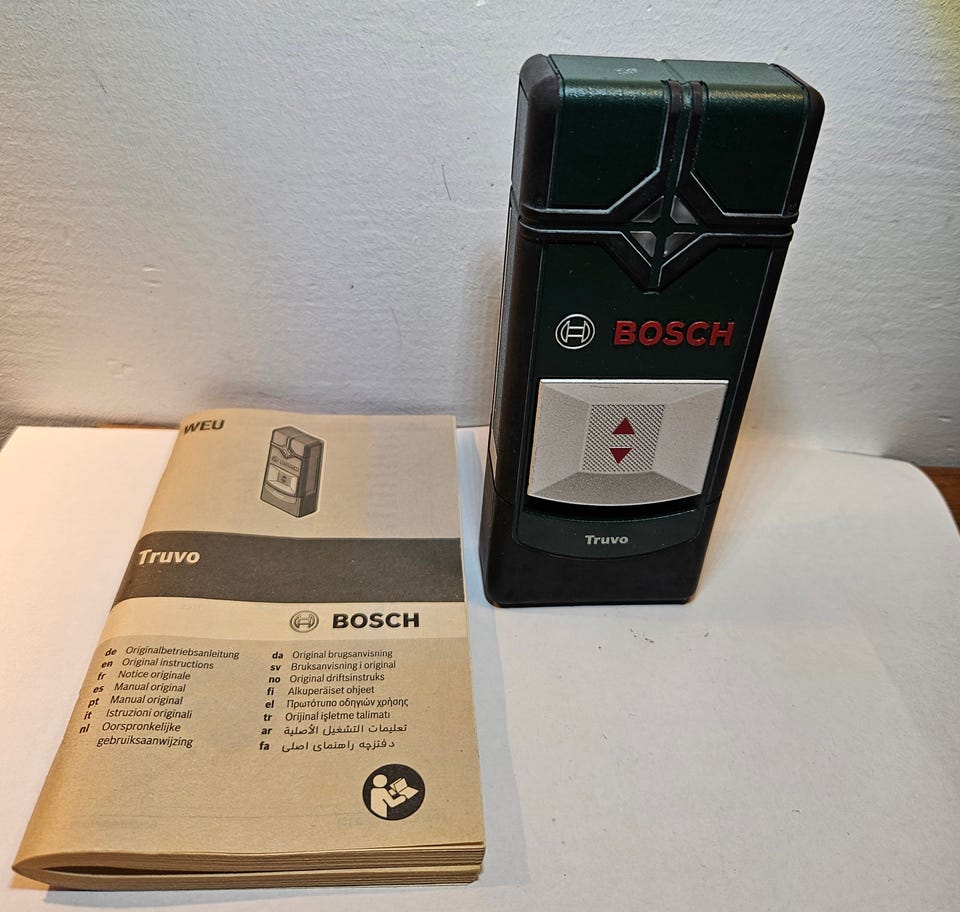 WEU
Truvo
BOSCH
de Originalbetriebsanleitung
en Original instructions
fr Notice originale
es Manual original
pt Manual original
it Istruzioni originali
nl Oorspronkelijke
gebruiksaanwijzing
da Original brugsanvisning
sv Bruksanvisning i original
no Original driftsinstruks
fi Alkuperäiset ohjeet
el Πρωτότυπο οδηγιών χρήσης
tr Orijinal işletme talimatı
ar تعليمات التشغيل الأصلية
fa دفترچه راهنمای اصلی
BOSCH
Truvo